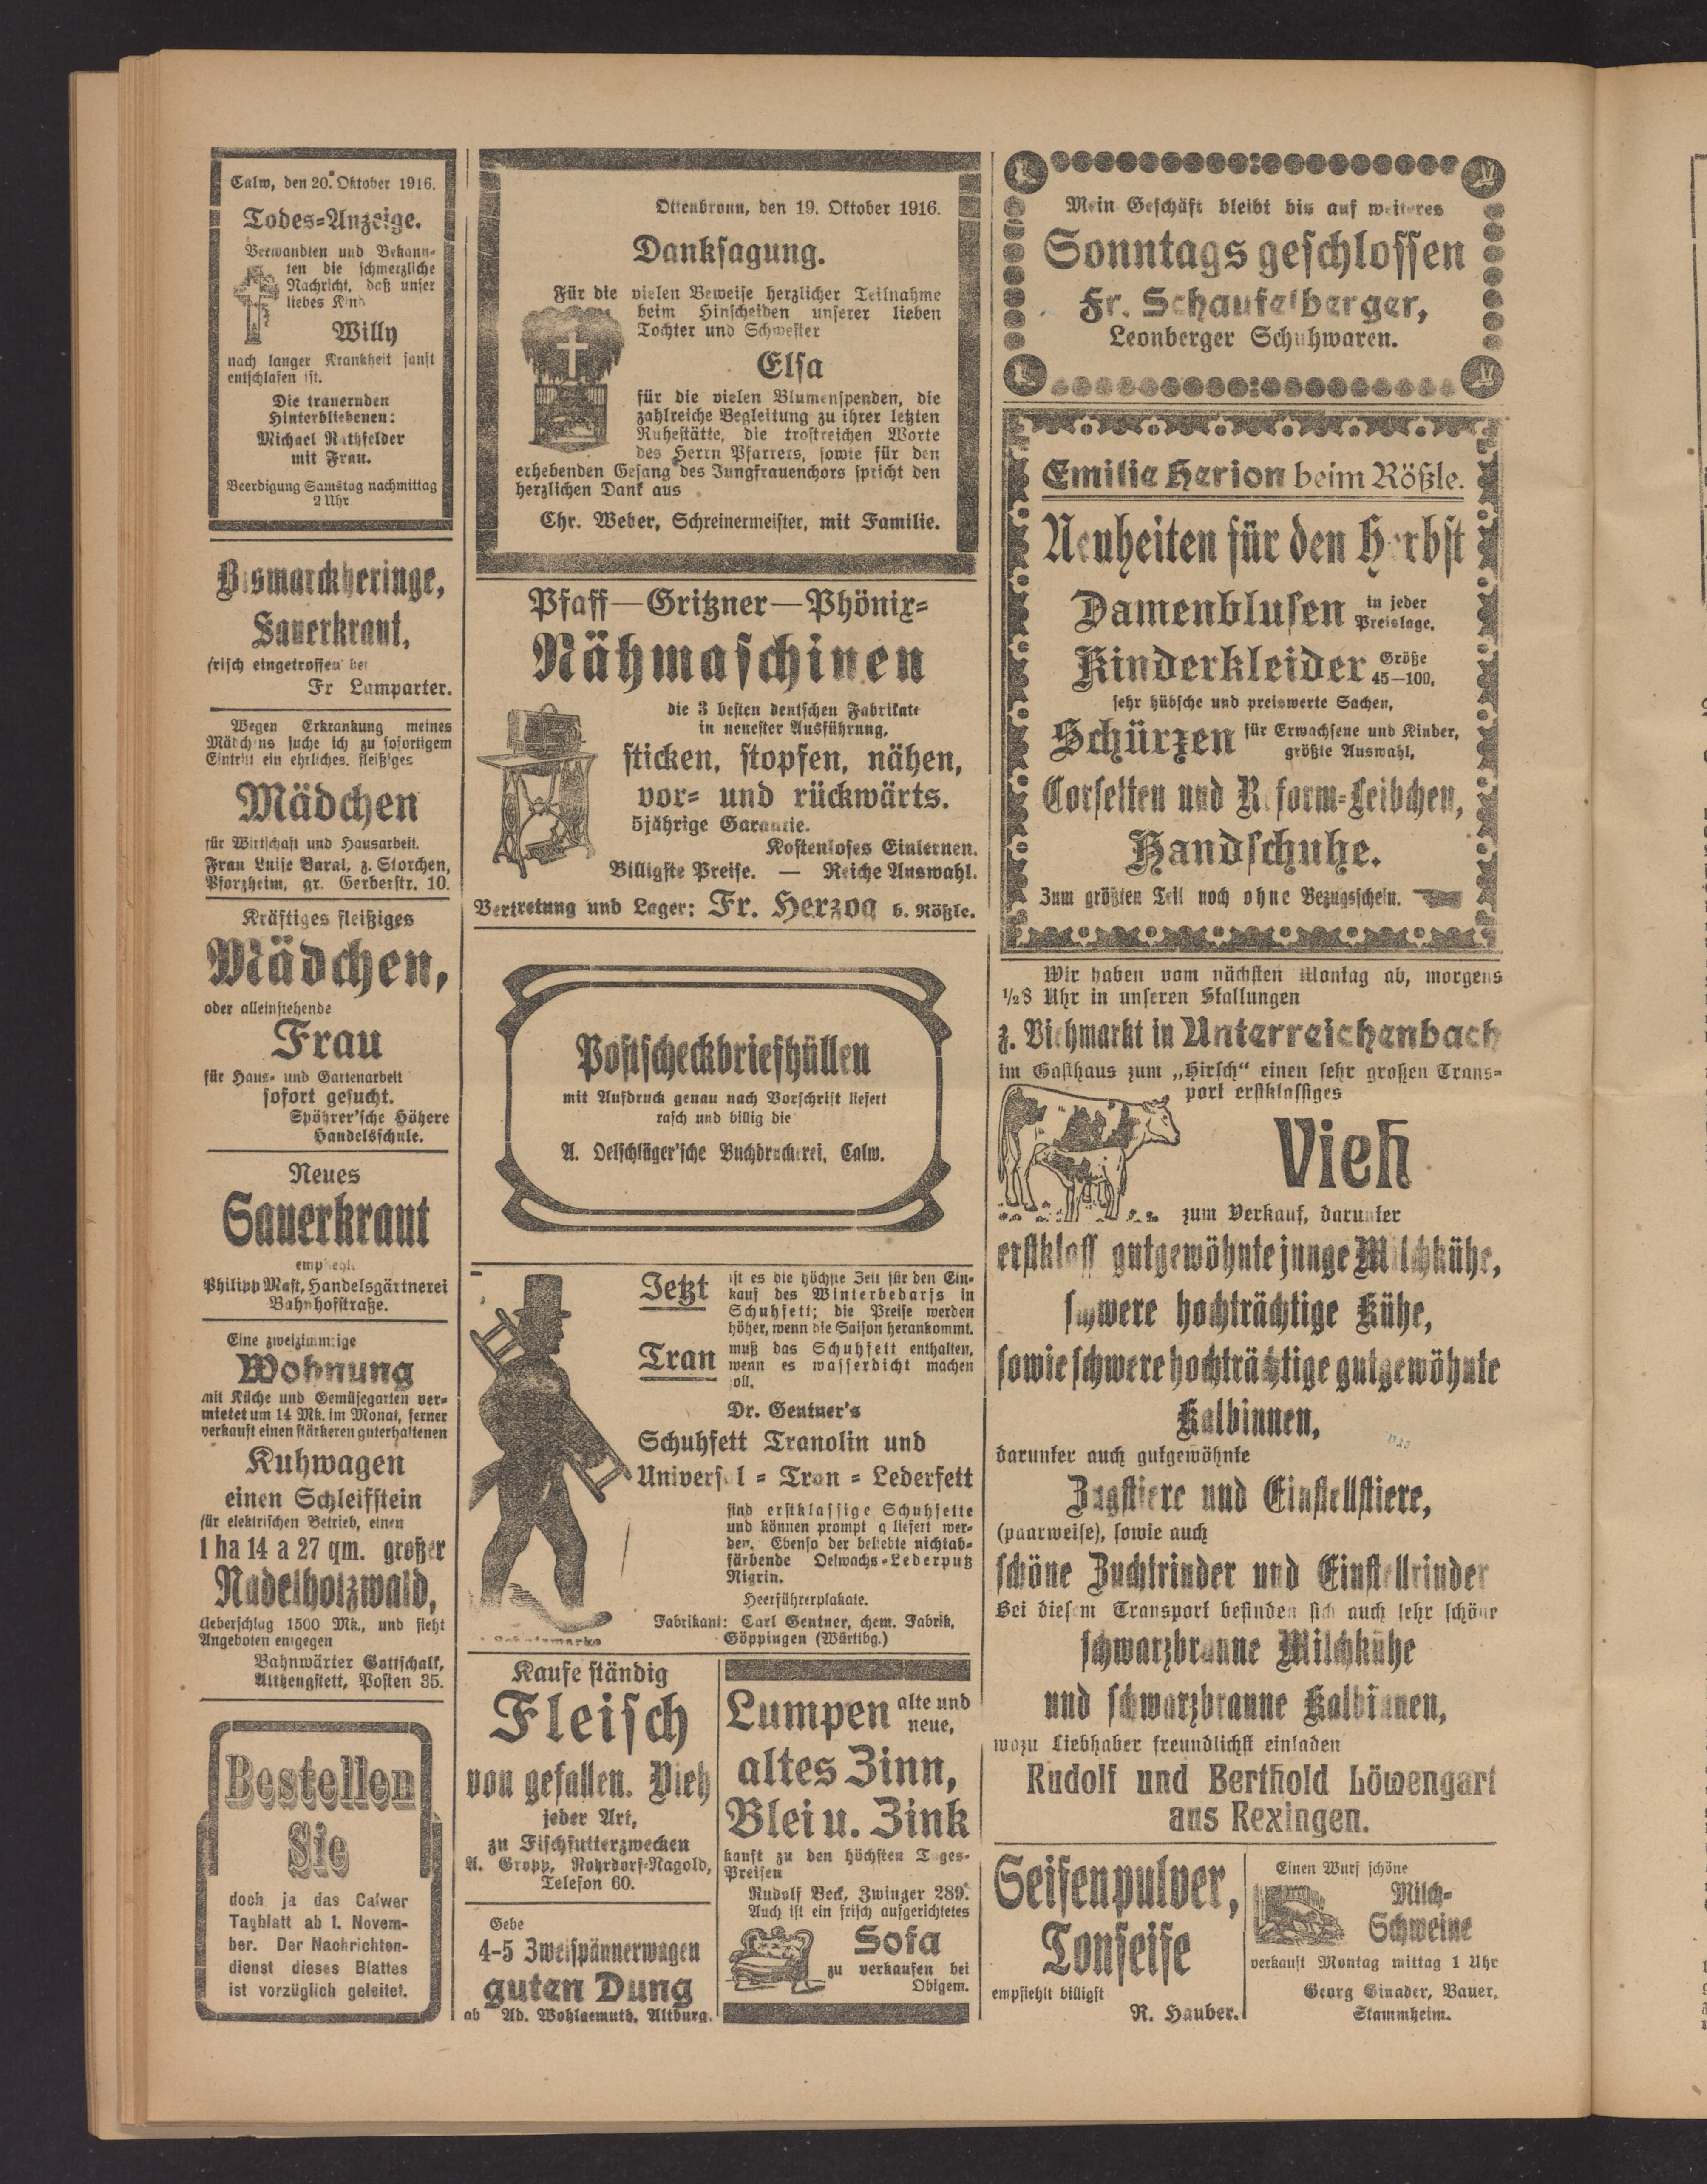 Calw, den 20. Oktober 1916.
Todes-Anzeige.
Verwandten und Bekann-
ten die schmerzliche
Nachricht, daß unser
liebes Kind
Willy
nach langer Krankheit sanft
entschlafen ist.
Die trauernden
Hinterbliebenen:
Michael Rathfelder
mit Frau.
Beerdigung Samstag nachmittag
2 Uhr
Bismarckheringe,
Sauerkraut,
frisch eingetroffen bei
Fr Lamparter.
Wegen Erkrankung meines
Mädchens suche ich zu sofortigem
Eintritt ein ehrliches, fleißiges
Mädchen
für Wirtschaft und Hausarbeit.
Frau Luise Baral, z. Storchen,
Pforzheim, gr. Gerberstr. 10.
Kräftiges fleißiges
Mädchen,
oder alleinstehende
Frau
für Haus- und Gartenarbeit
sofort gesucht.
Spöhrer'sche Höhere
Handelsschule.
Neues
Sauerkraut
empfiehlt
Philipp Mast, Handelsgärtnerei
Bahnhofstraße.
Eine zweizimmrige
Wohnung
mit Küche und Gemüsegarten ver-
mietet um 14 Mk. im Monat, ferner
verkauft einen stärkeren guterhaltenen
Kuhwagen
einen Schleifstein
für elektrischen Betrieb, einen
1 ha 14 a 27 qm. großer
Nadelholzwald,
Ueberschlag 1500 Mk., und sieht
Angeboten entgegen
Bahnwärter Gottschalk,
Althengstett, Posten 35.
Bestellen
Sie
doch ja das Calwer
Tagblatt ab 1. Novem-
ber. Der Nachrichten-
dienst dieses Blattes
ist vorzüglich geleitet.
Ottenbronn, den 19. Oktober 1916.
Danksagung.
Für die vielen Beweise herzlicher Teilnahme
beim Hinscheiden unserer lieben
Tochter und Schwester
Elsa
für die vielen Blumenspenden, die
zahlreiche Begleitung zu ihrer letzten
Ruhestätte, die trostreichen Worte
des Herrn Pfarrers, sowie für den
erhebenden Gesang des Jungfrauenchors spricht den
herzlichen Dank aus
Chr. Weber, Schreinermeister, mit Familie.
Pfaff—Gritzner—Phönix-
Nähmaschinen
die 3 besten deutschen Fabrikate
in neuester Ausführung,
sticken, stopfen, nähen,
vor- und rückwärts.
5jährige Garantie.
Kostenloses Einlernen.
Billigste Preise. — Reiche Auswahl.
Vertretung und Lager: Fr. Herzog b. Rößle.
Postscheckbriefhüllen
mit Aufdruck genau nach Vorschrift liefert
rasch und billig die
A. Oelschläger'sche Buchdruckerei, Calw.
Jetzt ist es die höchste Zeit für den Ein-
kauf des Winterbedarfs in
Schuhfett; die Preise werden
höher, wenn die Saison herankommt.
Tran muß das Schuhfett enthalten,
wenn es wasserdicht machen
soll.
Dr. Gentner's
Schuhfett Tranolin und
Universal - Tran - Lederfett
sind erstklassige Schuhfette
und können prompt geliefert wer-
den. Ebenso der beliebte nichtab-
färbende Oelwachs-Lederputz
Nigrin.
Heerführerplakate.
Fabrikant: Carl Gentner, chem. Fabrik,
Göppingen (Württbg.)
Schutzmarke
Kaufe ständig
Fleisch
von gefallen. Vieh
jeder Art,
zu Fischfutterzwecken
A. Gropp, Rohrdorf-Nagold,
Telefon 60.
Gebe
4-5 Zweispännerwagen
guten Dung
ab Ad. Wohlgemuth, Altburg.
Lumpen alte und
neue,
altes Zinn,
Blei u. Zink
kauft zu den höchsten Tages-
Preisen
Rudolf Beck, Zwinger 289.
Auch ist ein frisch aufgerichtetes
Sofa
zu verkaufen bei
Obigem.
Mein Geschäft bleibt bis auf weiteres
Sonntags geschlossen
Fr. Schaufelberger,
Leonberger Schuhwaren.
Emilie Herion beim Rößle.
Neuheiten für den Herbst
Damenblusen in jeder
Preislage,
Kinderkleider Größe
45—100,
sehr hübsche und preiswerte Sachen,
Schürzen für Erwachsene und Kinder,
größte Auswahl,
Corsetten und Reform-Leibchen,
Handschuhe.
Zum größten Teil noch ohne Bezugsschein.
Wir haben vom nächsten Montag ab, morgens
1/28 Uhr in unseren Stallungen
z. Viehmarkt in Unterreichenbach
im Gasthaus zum „Hirsch“ einen sehr großen Trans-
port erstklassiges
Vieh
zum Verkauf, darunter
erstklass gutgewöhnte junge Milchkühe,
schwere hochträchtige Kühe,
sowie schwere hochträchtige gutgewöhnte
Kalbinnen,
darunter auch gutgewöhnte
Zugstiere und Einstellstiere,
(paarweise), sowie auch
schöne Zuchtrinder und Einstellrinder
Bei diesem Transport befinden sich auch sehr schöne
schwarzbraune Milchkühe
und schwarzbraune Kalbinnen,
wozu Liebhaber freundlichst einladen
Rudolf und Berthold Löwengart
aus Rexingen.
Seifenpulver,
Tonseife
empfiehlt billigst
R. Hauber.
Einen Wurf schöne
Milch-
Schweine
verkauft Montag mittag 1 Uhr
Georg Ginader, Bauer,
Stammheim.